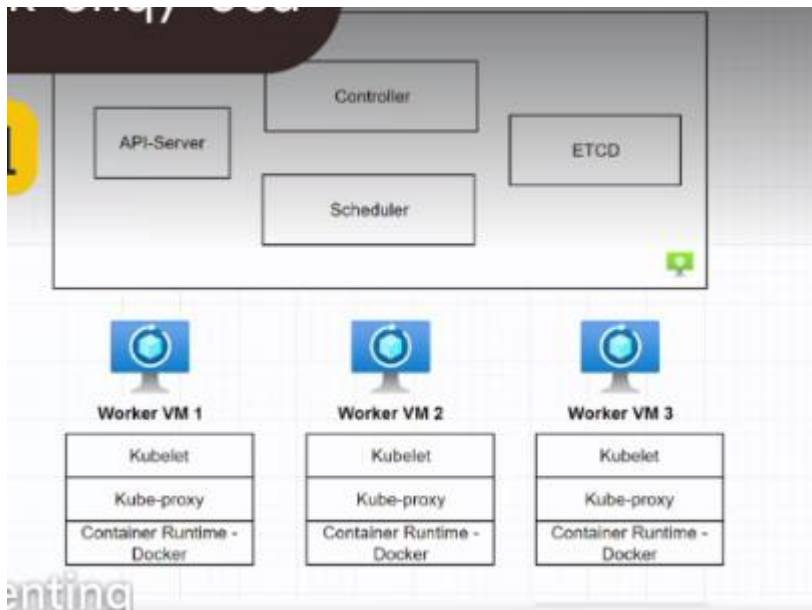 Controller
API-Server
ETCD
Scheduler
Worker VM 1
Worker VM 2
Worker VM 3
Kubelet
Kubelet
Kubelet
Kube-proxy
Kube-proxy
Kube-proxy
Container Runtime -
Docker
Container Runtime -
Docker
Container Runtime -
Docker
enting